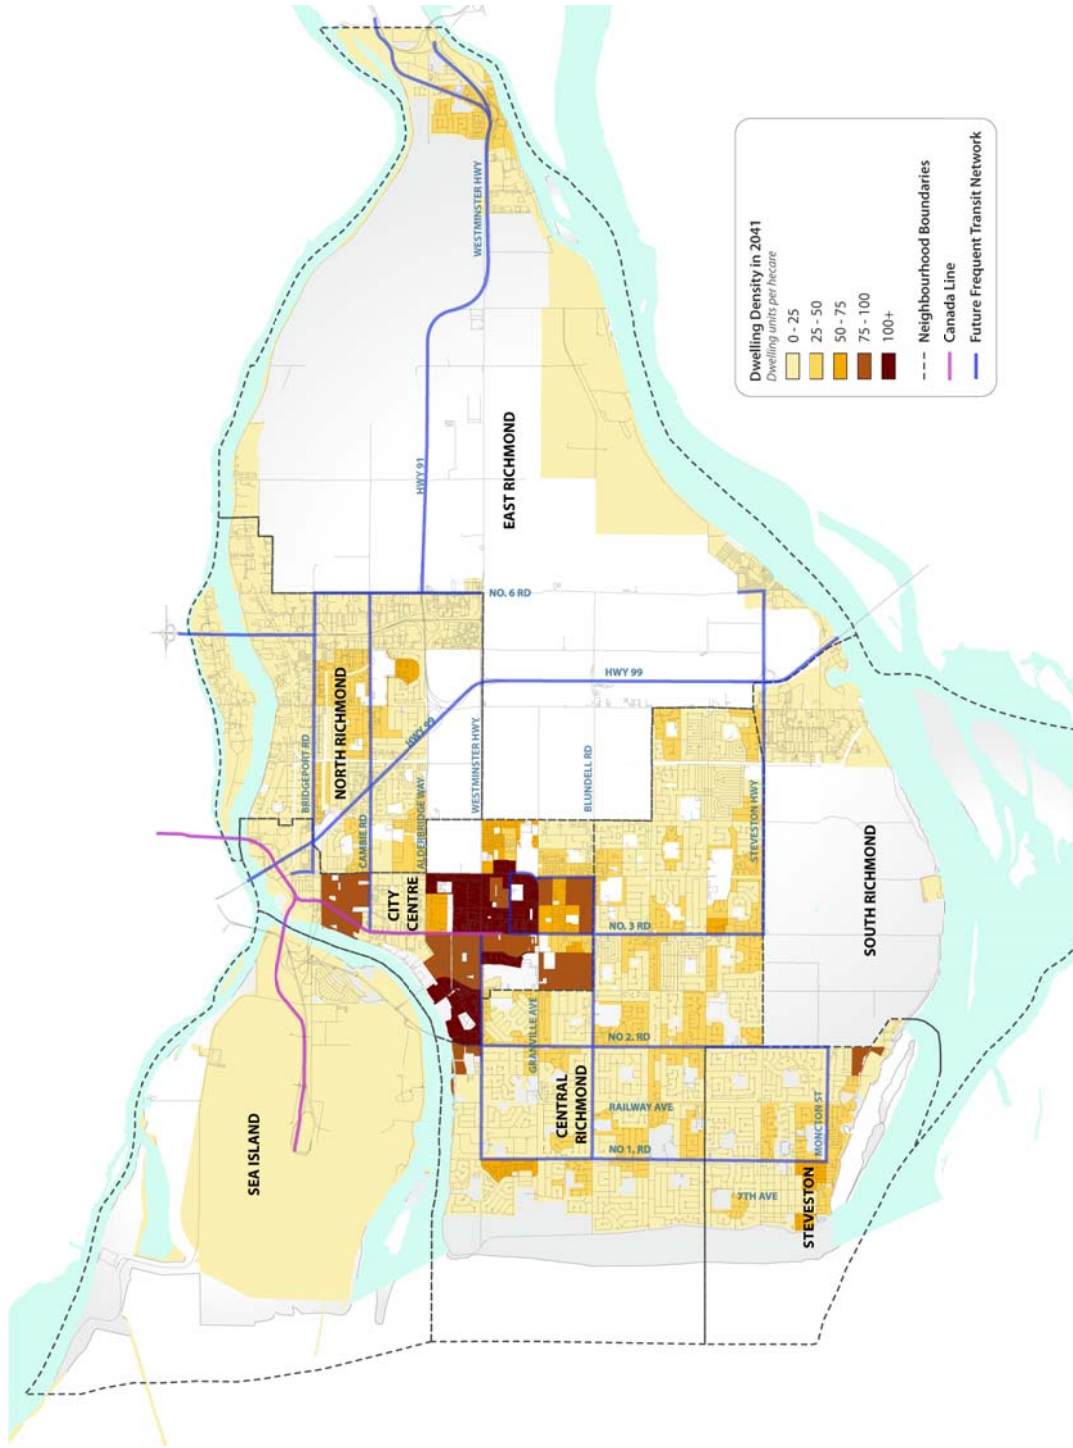 Dwelling Density in 2041
Dwelling units per hecare
0 - 25
25 - 50
50 - 75
75 - 100
100+
Neighbourhood Boundaries
Canada Line
Future Frequent Transit Network
SEA ISLAND
BRIDGEPORT RD
NORTH RICHMOND
CAMBIE RD
HWY 99
ALDERBRIDGE WAY
CITY
CENTRE
WESTMINSTER HWY
HWY 91
WESTMINSTER HWY
EAST RICHMOND
NO. 6 RD
HWY 99
GRANVILLE AVE
CENTRAL
RICHMOND
BLUNDELL RD
NO. 3 RD
NO 2. RD
RAILWAY AVE
NO 1. RD
7TH AVE
STEVESTON HWY
MONCTON ST
STEVESTON
SOUTH RICHMOND